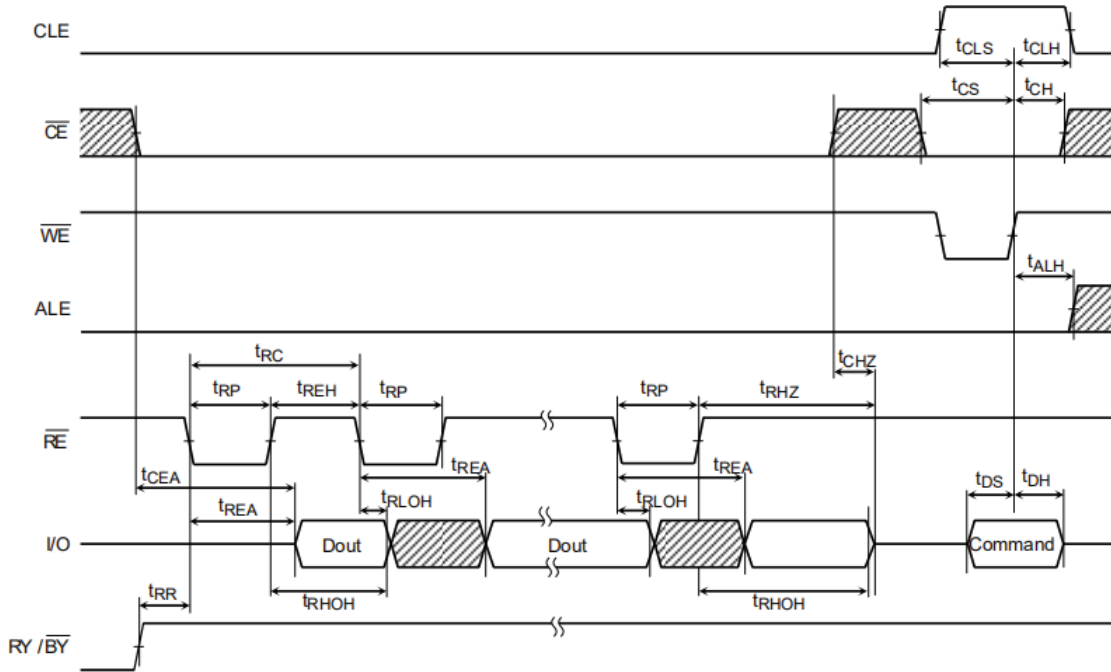 CLE
tCLS tCLH
tCS tCH
CE
WE
tALH
ALE
tRC
tCHZ
tRP tREH tRP tRP tRHZ
RE
tCEA tREA tREA
tREA tRLOH tRLOH tDS tDH
I/O Dout Dout Command
tRR tRHOH tRHOH
RY /BY